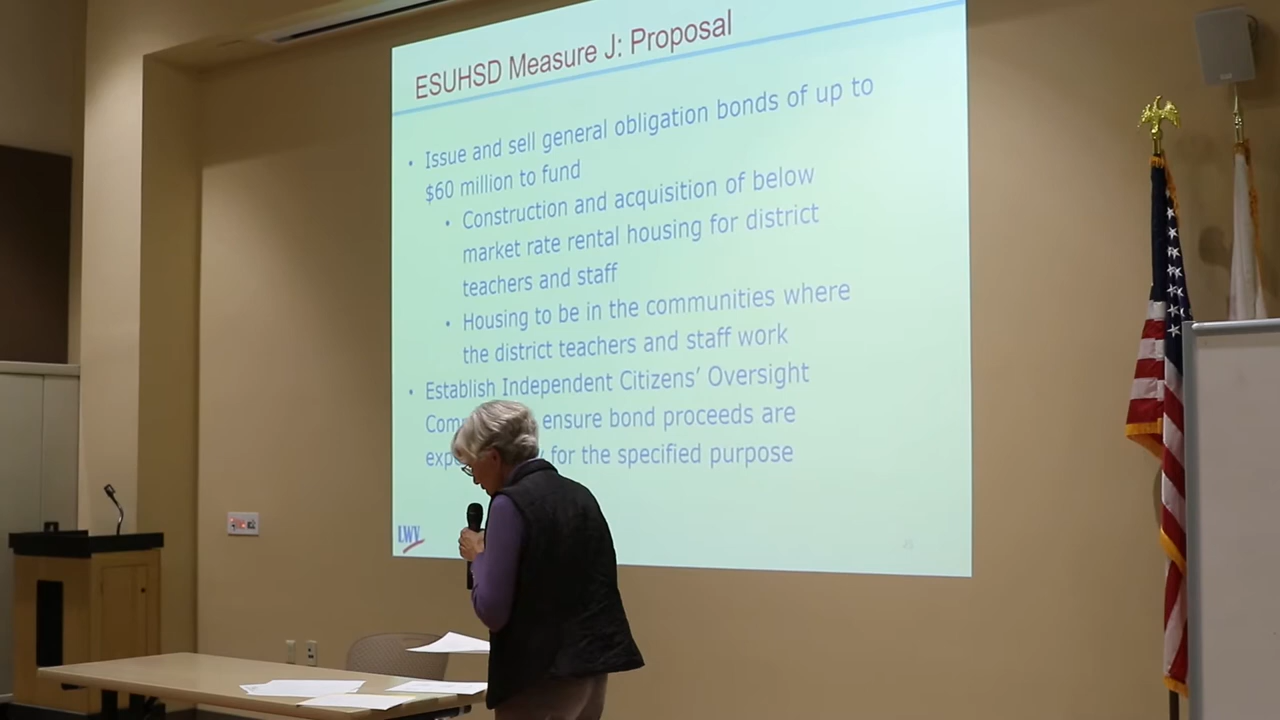 ESUHSD Measure J: Proposal
• Issue and sell general obligation bonds of up to
$60 million to fund
• Construction and acquisition of below
market rate rental housing for district
teachers and staff
• Housing to be in the communities where
the district teachers and staff work
• Establish Independent Citizens’ Oversight
ensure bond proceeds are
for the specified purpose
LWV